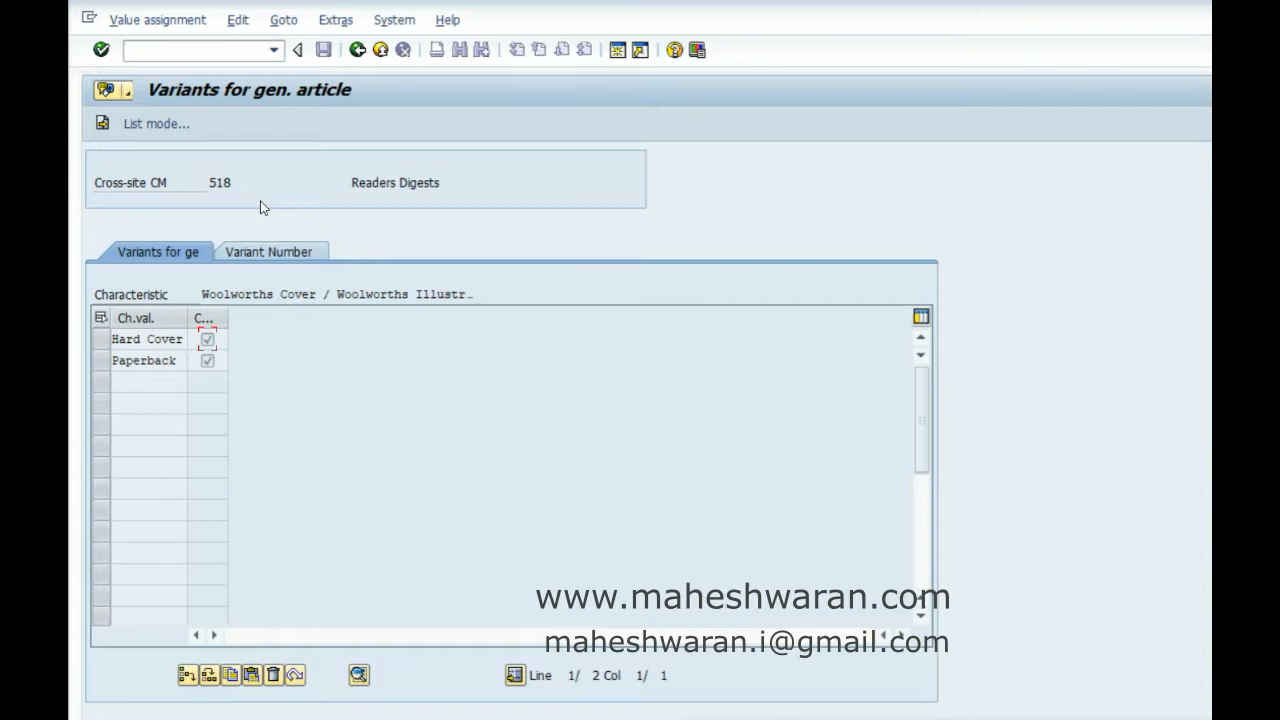 Value assignment Edit Goto Extras System Help
Variants for gen. article
List mode...
Cross-site CM 518 Readers Digests
Variants for ge Variant Number
Characteristic Woolworths Cover / Woolworths Illustr…
Ch.val. C...
Hard Cover
Paperback
www.maheshwaran.com
maheshwaran.i@gmail.com
Line 1/ 2 Col 1/ 1